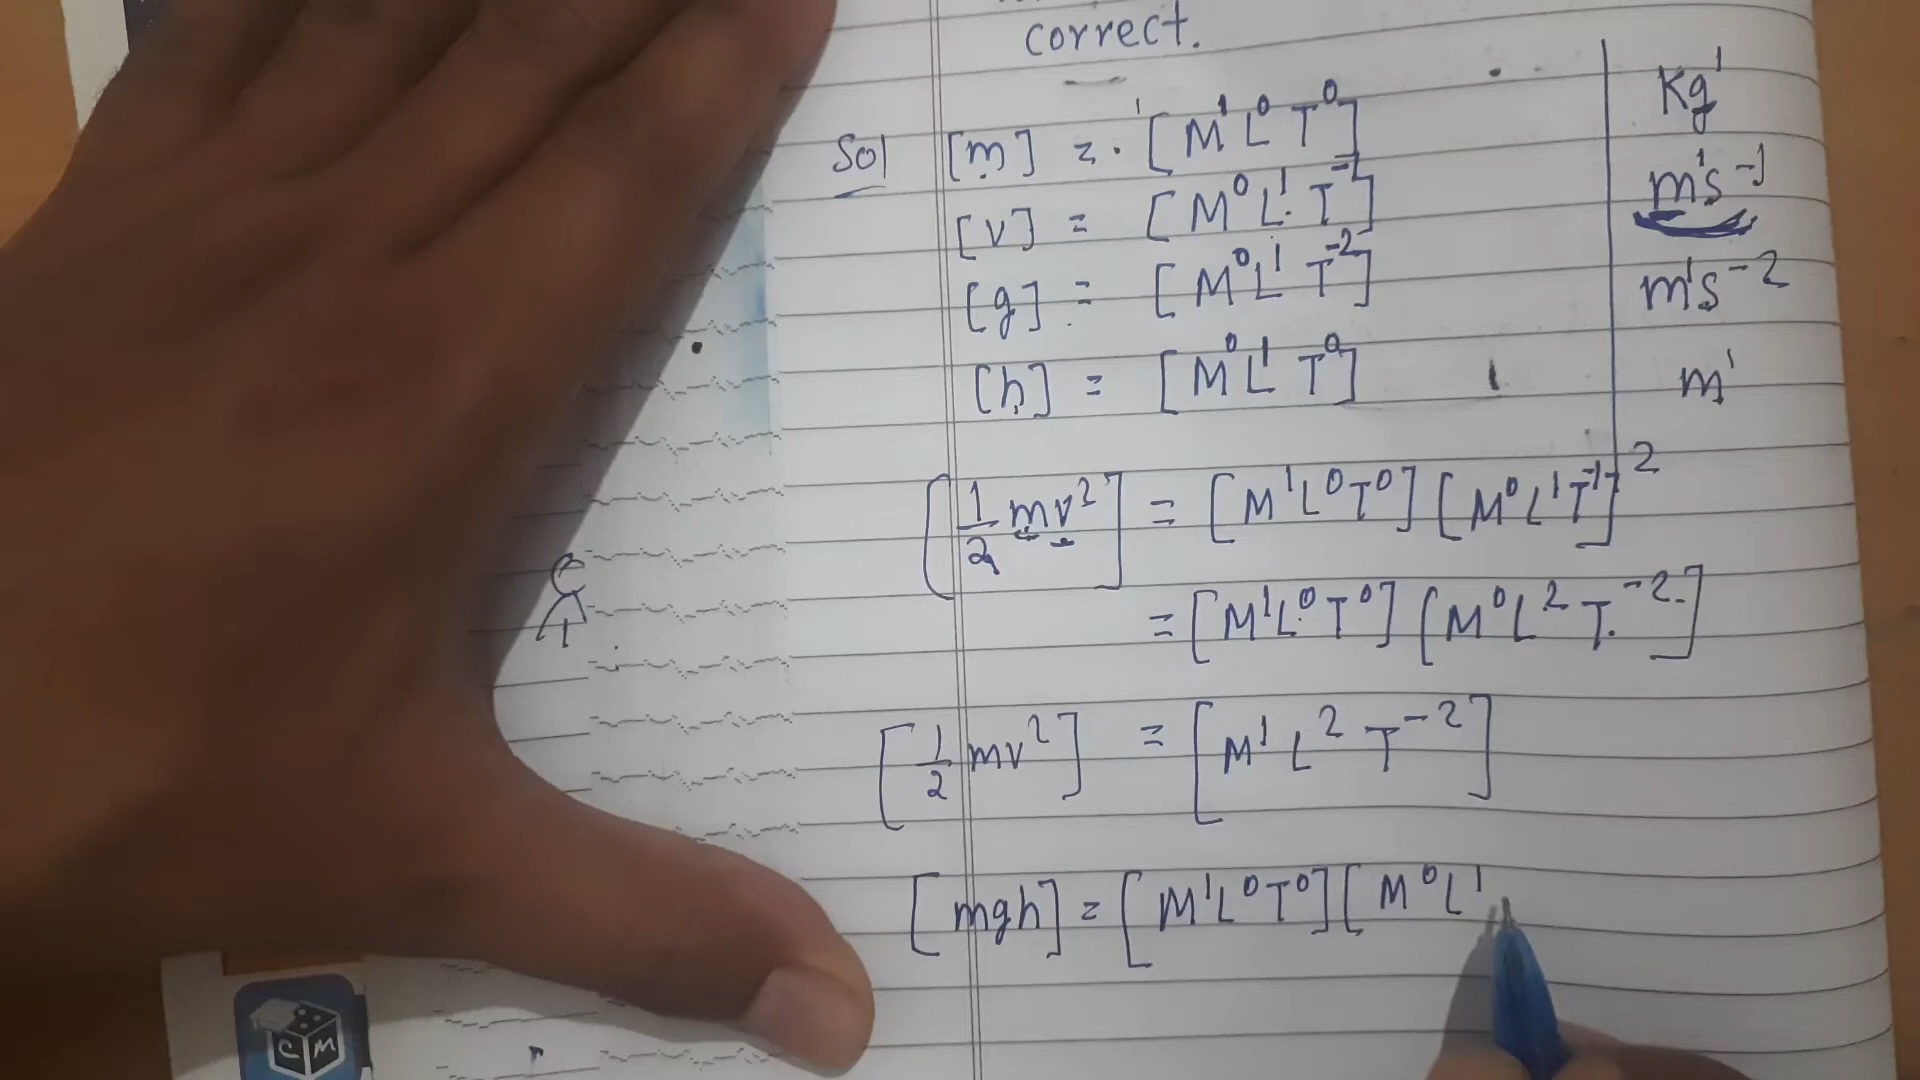 correct.
Sol [m] = [M¹L⁰T⁰] Kg¹
[v] = [M⁰L¹T⁻¹] m¹s⁻¹
[g] = [M⁰L¹T⁻²] m¹s⁻²
[h] = [M⁰L¹T⁰] m¹
[1/2 mv²] = [M¹L⁰T⁰][M⁰L¹T⁻¹]²
= [M¹L⁰T⁰][M⁰L²T⁻²]
[1/2 mv²] = [M¹L²T⁻²]
[mgh] = [M¹L⁰T⁰][M⁰L¹
CM